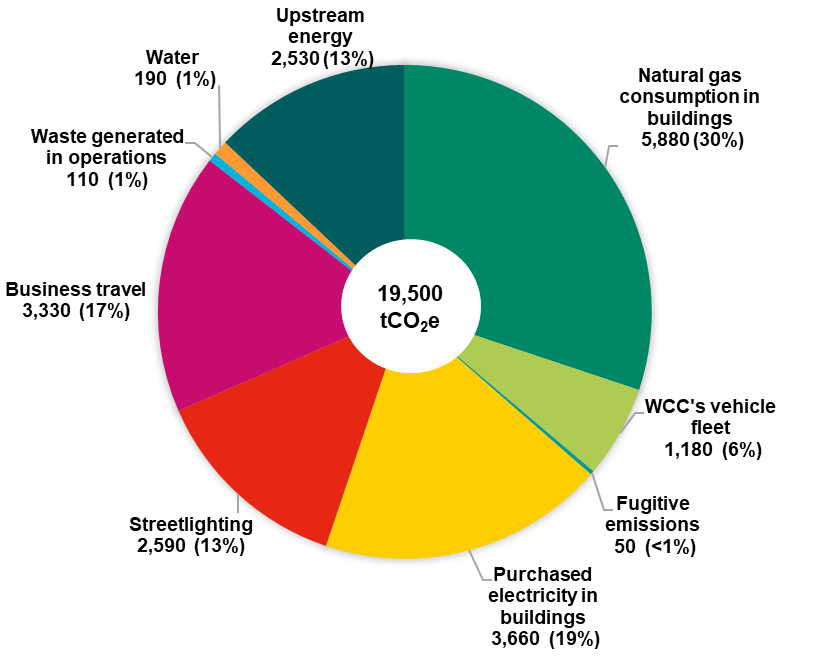 Upstream
energy
2,530 (13%)
Water
190 (1%)
Waste generated
in operations
110 (1%)
Business travel
3,330 (17%)
Streetlighting
2,590 (13%)
Natural gas
consumption in
buildings
5,880 (30%)
19,500
tCO₂e
WCC's vehicle
fleet
1,180 (6%)
Fugitive
emissions
50 (<1%)
Purchased
electricity in
buildings
3,660 (19%)